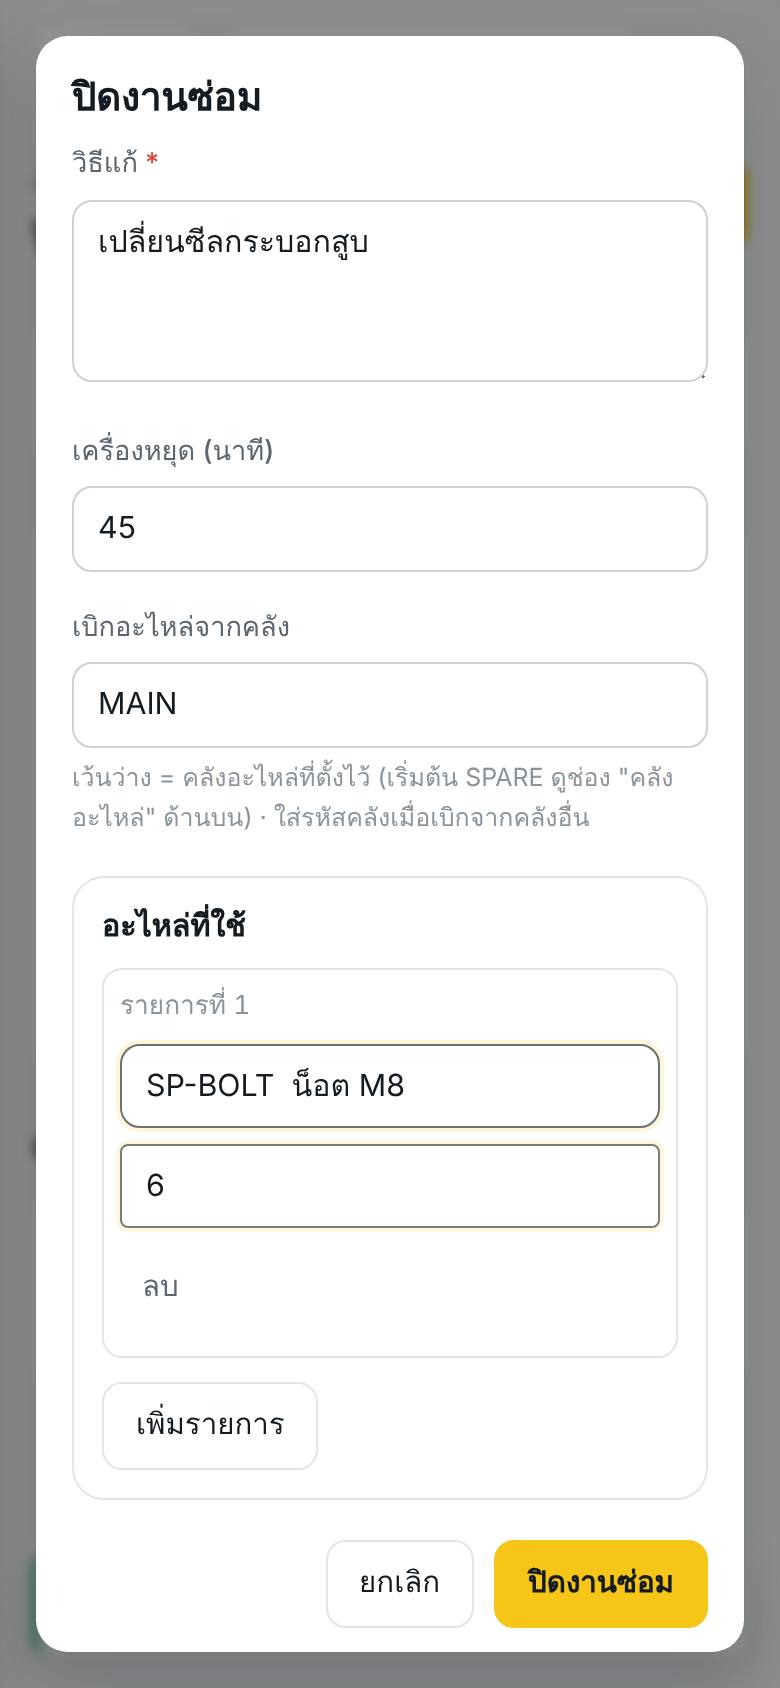 ปิดงานซ่อม
วิธีแก้ *
เปลี่ยนซีลกระบอกสูบ
เครื่องหยุด (นาที)
45
เบิกอะไหล่จากคลัง
MAIN
เว้นว่าง = คลังอะไหล่ที่ตั้งไว้ (เริ่มต้น SPARE ดูช่อง "คลัง
อะไหล่" ด้านบน) · ใส่รหัสคลังเมื่อเบิกจากคลังอื่น
อะไหล่ที่ใช้
รายการที่ 1
SP-BOLT น็อต M8
6
ลบ
เพิ่มรายการ
ยกเลิก
ปิดงานซ่อม